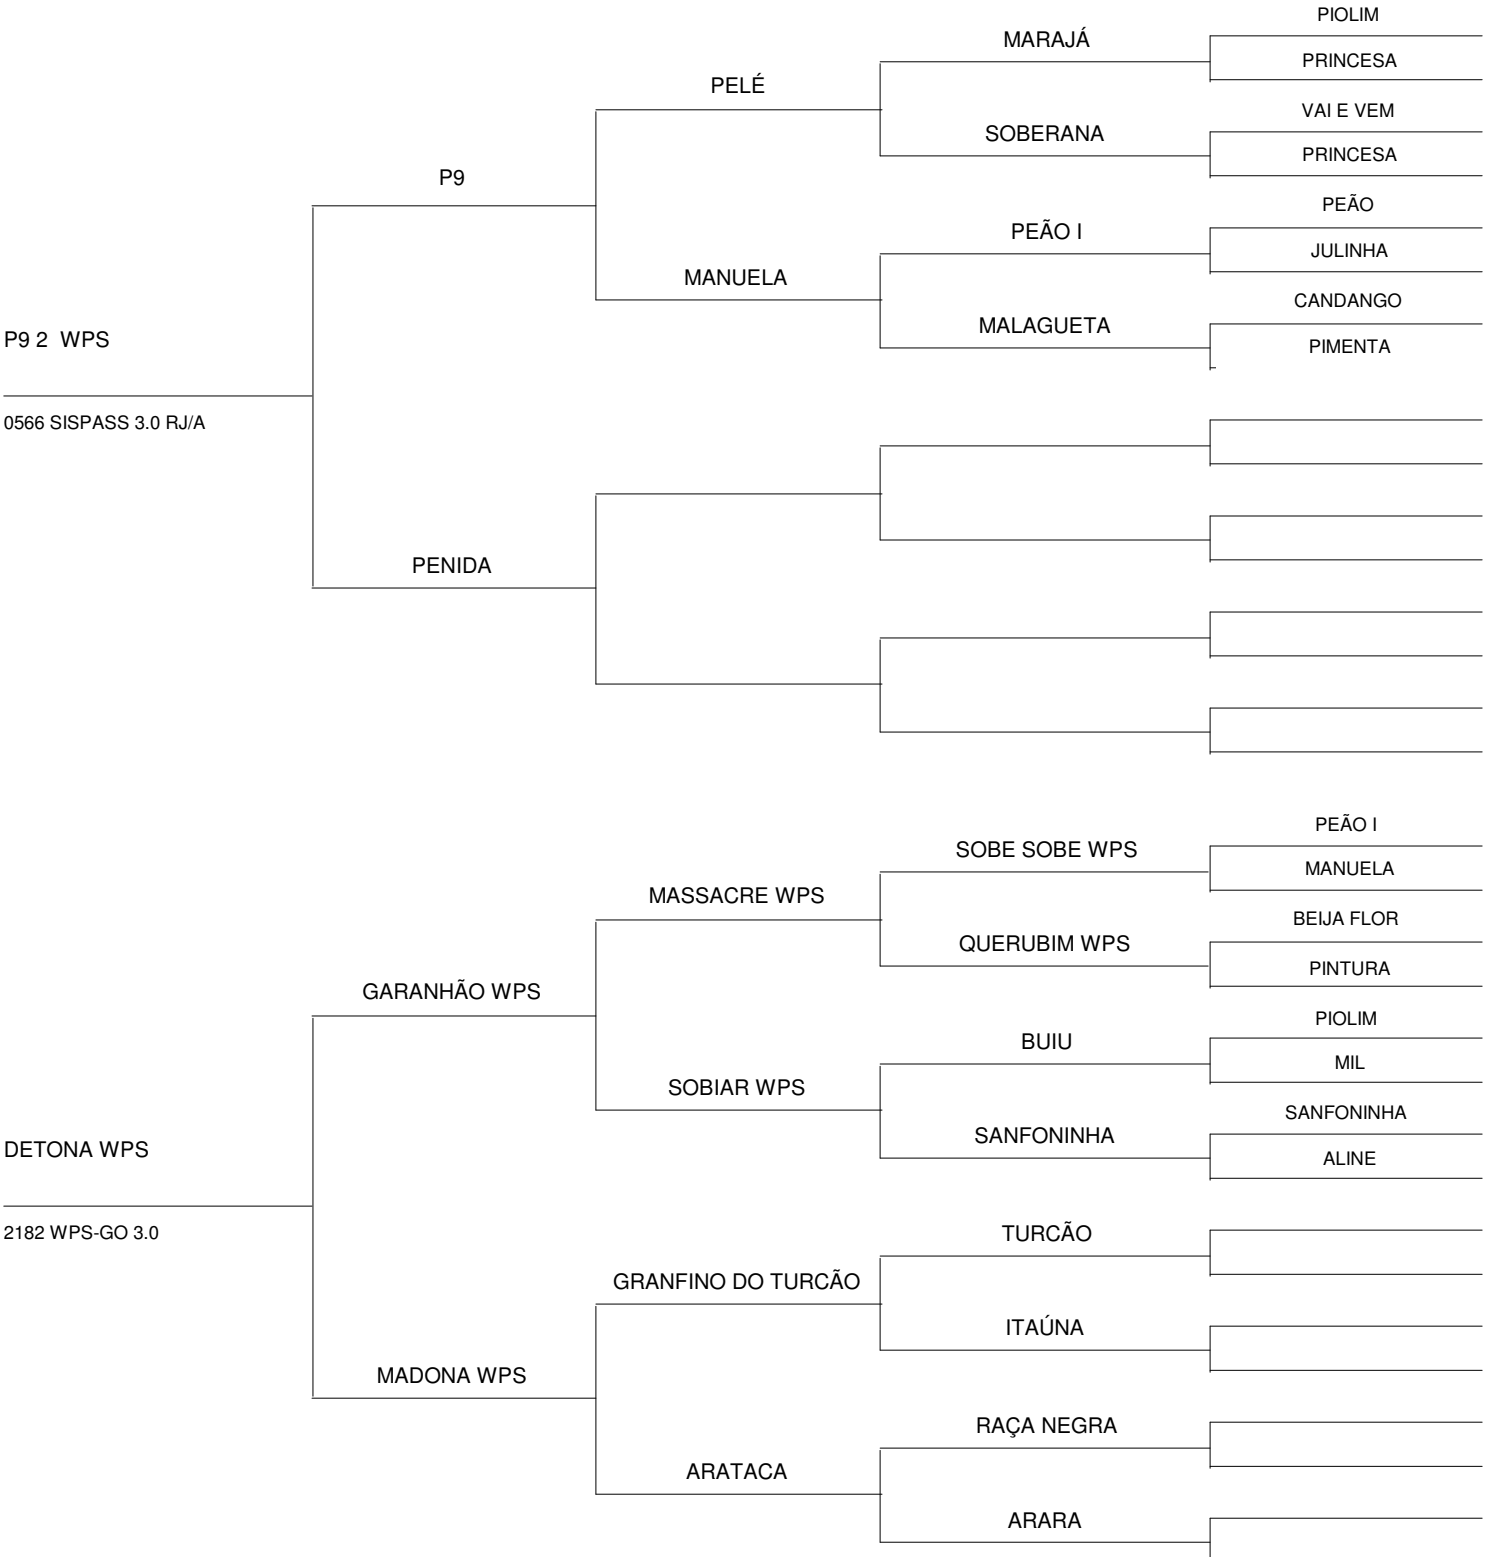 PIOLIM
MARAJÁ
PRINCESA
PELÉ
VAI E VEM
SOBERANA
PRINCESA
P9
PEÃO
PEÃO I
JULINHA
MANUELA
CANDANGO
MALAGUETA
P9 2 WPS
PIMENTA
0566 SISPASS 3.0 RJ/A
PENIDA
PEÃO I
SOBE SOBE WPS
MANUELA
MASSACRE WPS
BEIJA FLOR
QUERUBIM WPS
PINTURA
GARANHÃO WPS
PIOLIM
BUIU
MIL
SOBIAR WPS
SANFONINHA
SANFONINHA
DETONA WPS
ALINE
2182 WPS-GO 3.0
TURCÃO
GRANFINO DO TURCÃO
ITAÚNA
MADONA WPS
RAÇA NEGRA
ARATACA
ARARA